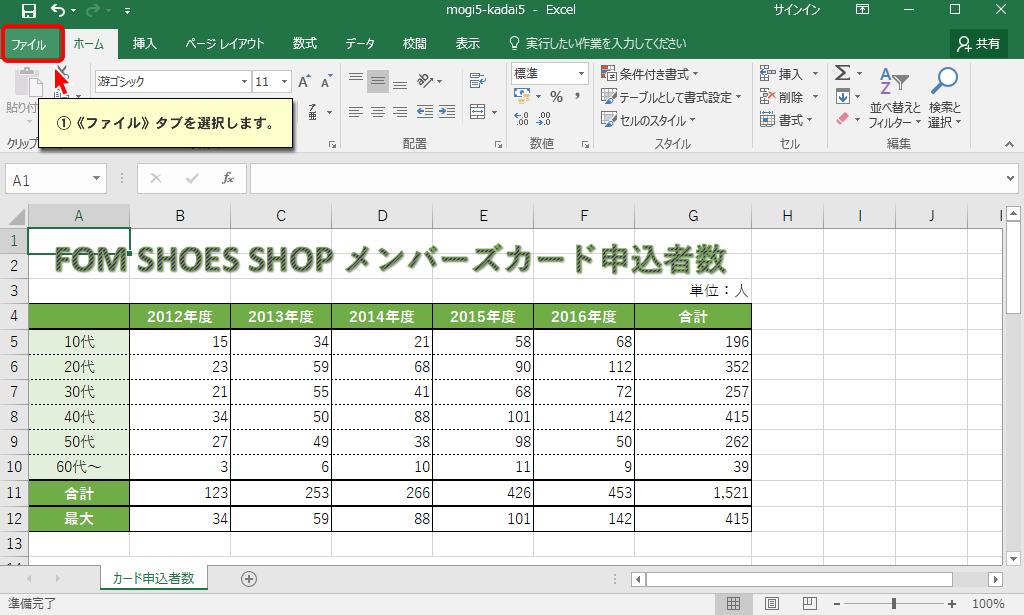 mogi5-kadai5 - Excel
サインイン
ファイル ホーム 挿入 ページ レイアウト 数式 データ 校閲 表示 実行したい作業を入力してください 共有
游ゴシック 11 標準
条件付き書式 挿入
テーブルとして書式設定 削除
セルのスタイル 書式
並べ替えと 検索と
フィルター 選択
貼り付
①《ファイル》タブを選択します。
クリップ 配置 数値 スタイル セル 編集
A1 fx
A B C D E F G H I J
1
FOM SHOES SHOP メンバーズカード申込者数
2
3 単位：人
4 2012年度 2013年度 2014年度 2015年度 2016年度 合計
5 10代 15 34 21 58 68 196
6 20代 23 59 68 90 112 352
7 30代 21 55 41 68 72 257
8 40代 34 50 88 101 142 415
9 50代 27 49 38 98 50 262
10 60代～ 3 6 10 11 9 39
11 合計 123 253 266 426 453 1,521
12 最大 34 59 88 101 142 415
13
カード申込者数
準備完了 100%